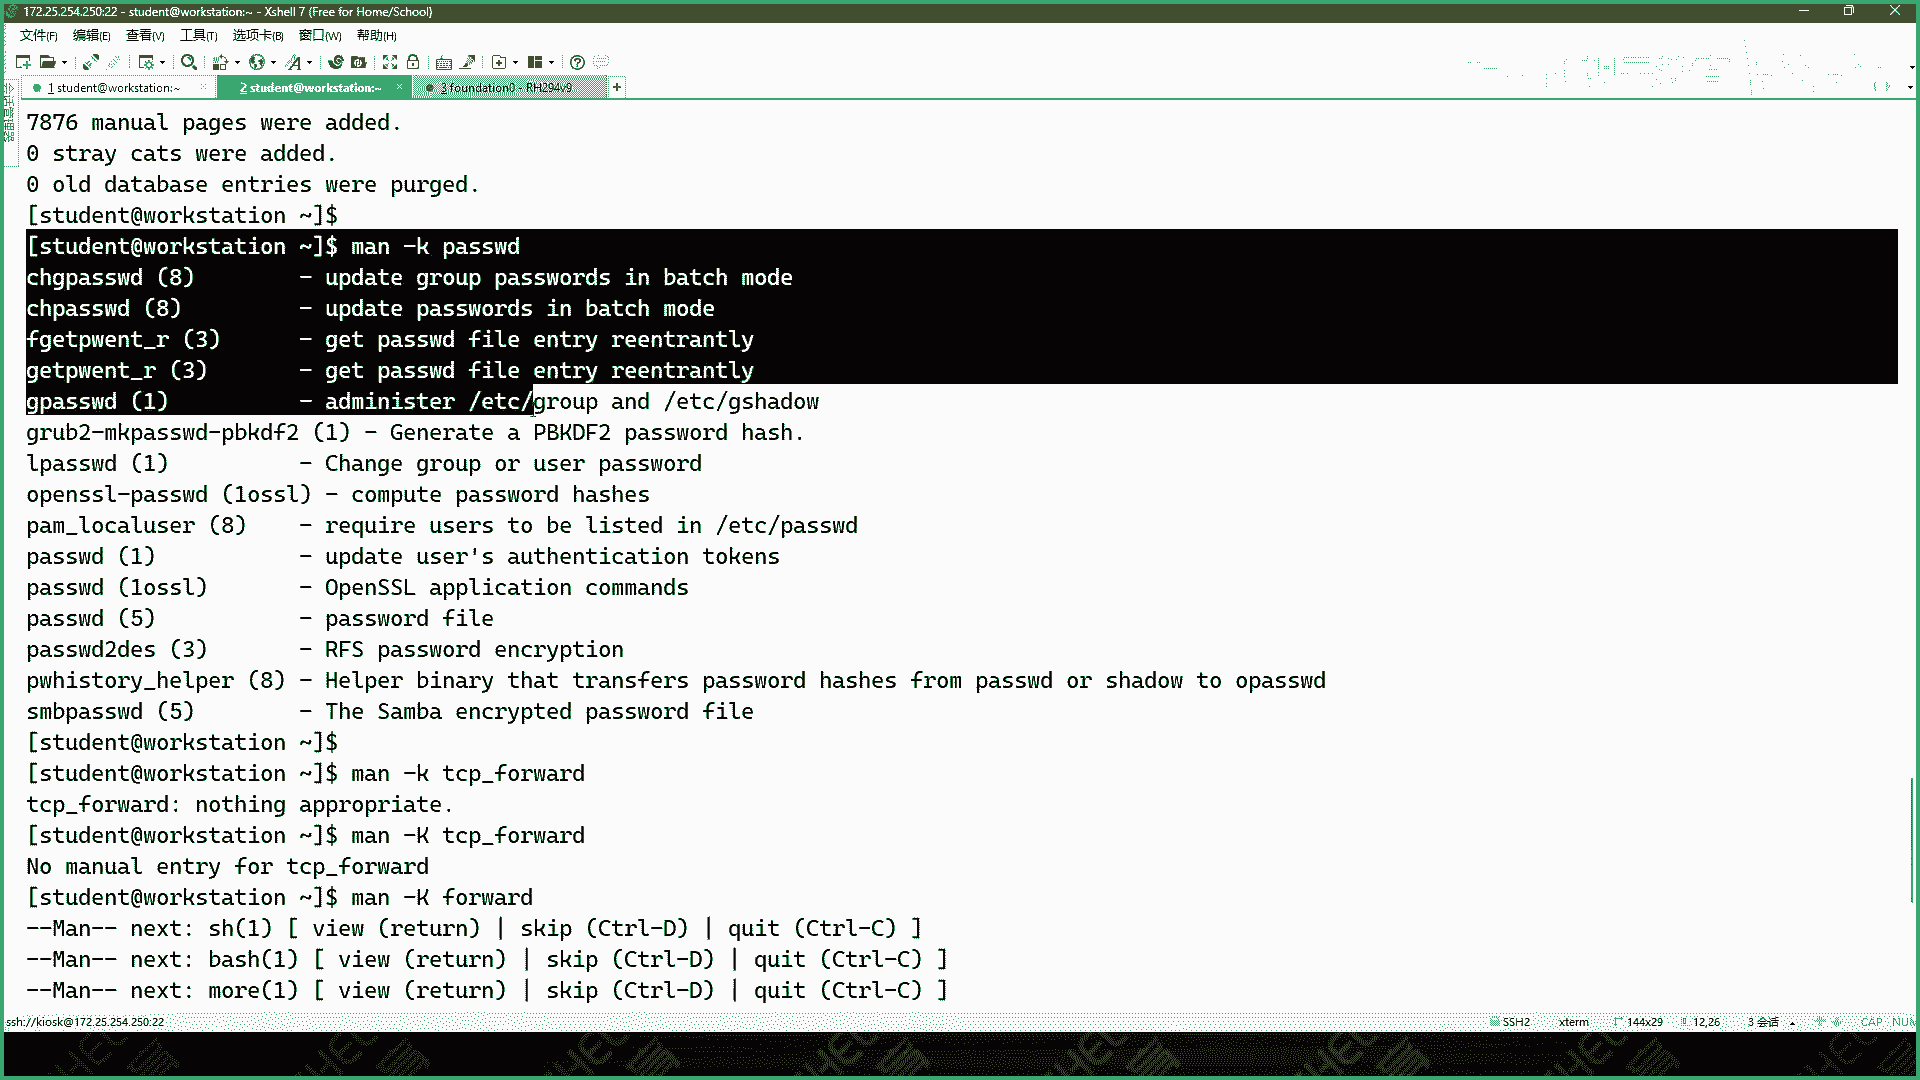 172.25.254.250:22 - student@workstation:~ - Xshell 7 (Free for Home/School)
文件(F) 编辑(E) 查看(V) 工具(T) 选项卡(B) 窗口(W) 帮助(H)
1 student@workstation:~ 2 student@workstation:~ 3 foundation0 - RH294v9
7876 manual pages were added.
0 stray cats were added.
0 old database entries were purged.
[student@workstation ~]$
[student@workstation ~]$ man -k passwd
chgpasswd (8) - update group passwords in batch mode
chpasswd (8) - update passwords in batch mode
fgetpwent_r (3) - get passwd file entry reentrantly
getpwent_r (3) - get passwd file entry reentrantly
gpasswd (1) - administer /etc/group and /etc/gshadow
grub2-mkpasswd-pbkdf2 (1) - Generate a PBKDF2 password hash.
lpasswd (1) - Change group or user password
openssl-passwd (1ossl) - compute password hashes
pam_localuser (8) - require users to be listed in /etc/passwd
passwd (1) - update user's authentication tokens
passwd (1ossl) - OpenSSL application commands
passwd (5) - password file
passwd2des (3) - RFS password encryption
pwhistory_helper (8) - Helper binary that transfers password hashes from passwd or shadow to opasswd
smbpasswd (5) - The Samba encrypted password file
[student@workstation ~]$
[student@workstation ~]$ man -k tcp_forward
tcp_forward: nothing appropriate.
[student@workstation ~]$ man -K tcp_forward
No manual entry for tcp_forward
[student@workstation ~]$ man -K forward
--Man-- next: sh(1) [ view (return) | skip (Ctrl-D) | quit (Ctrl-C) ]
--Man-- next: bash(1) [ view (return) | skip (Ctrl-D) | quit (Ctrl-C) ]
--Man-- next: more(1) [ view (return) | skip (Ctrl-D) | quit (Ctrl-C) ]
ssh://kiosk@172.25.254.250:22 SSH2 xterm 144x29 12,26 3 会话 CAP NUM